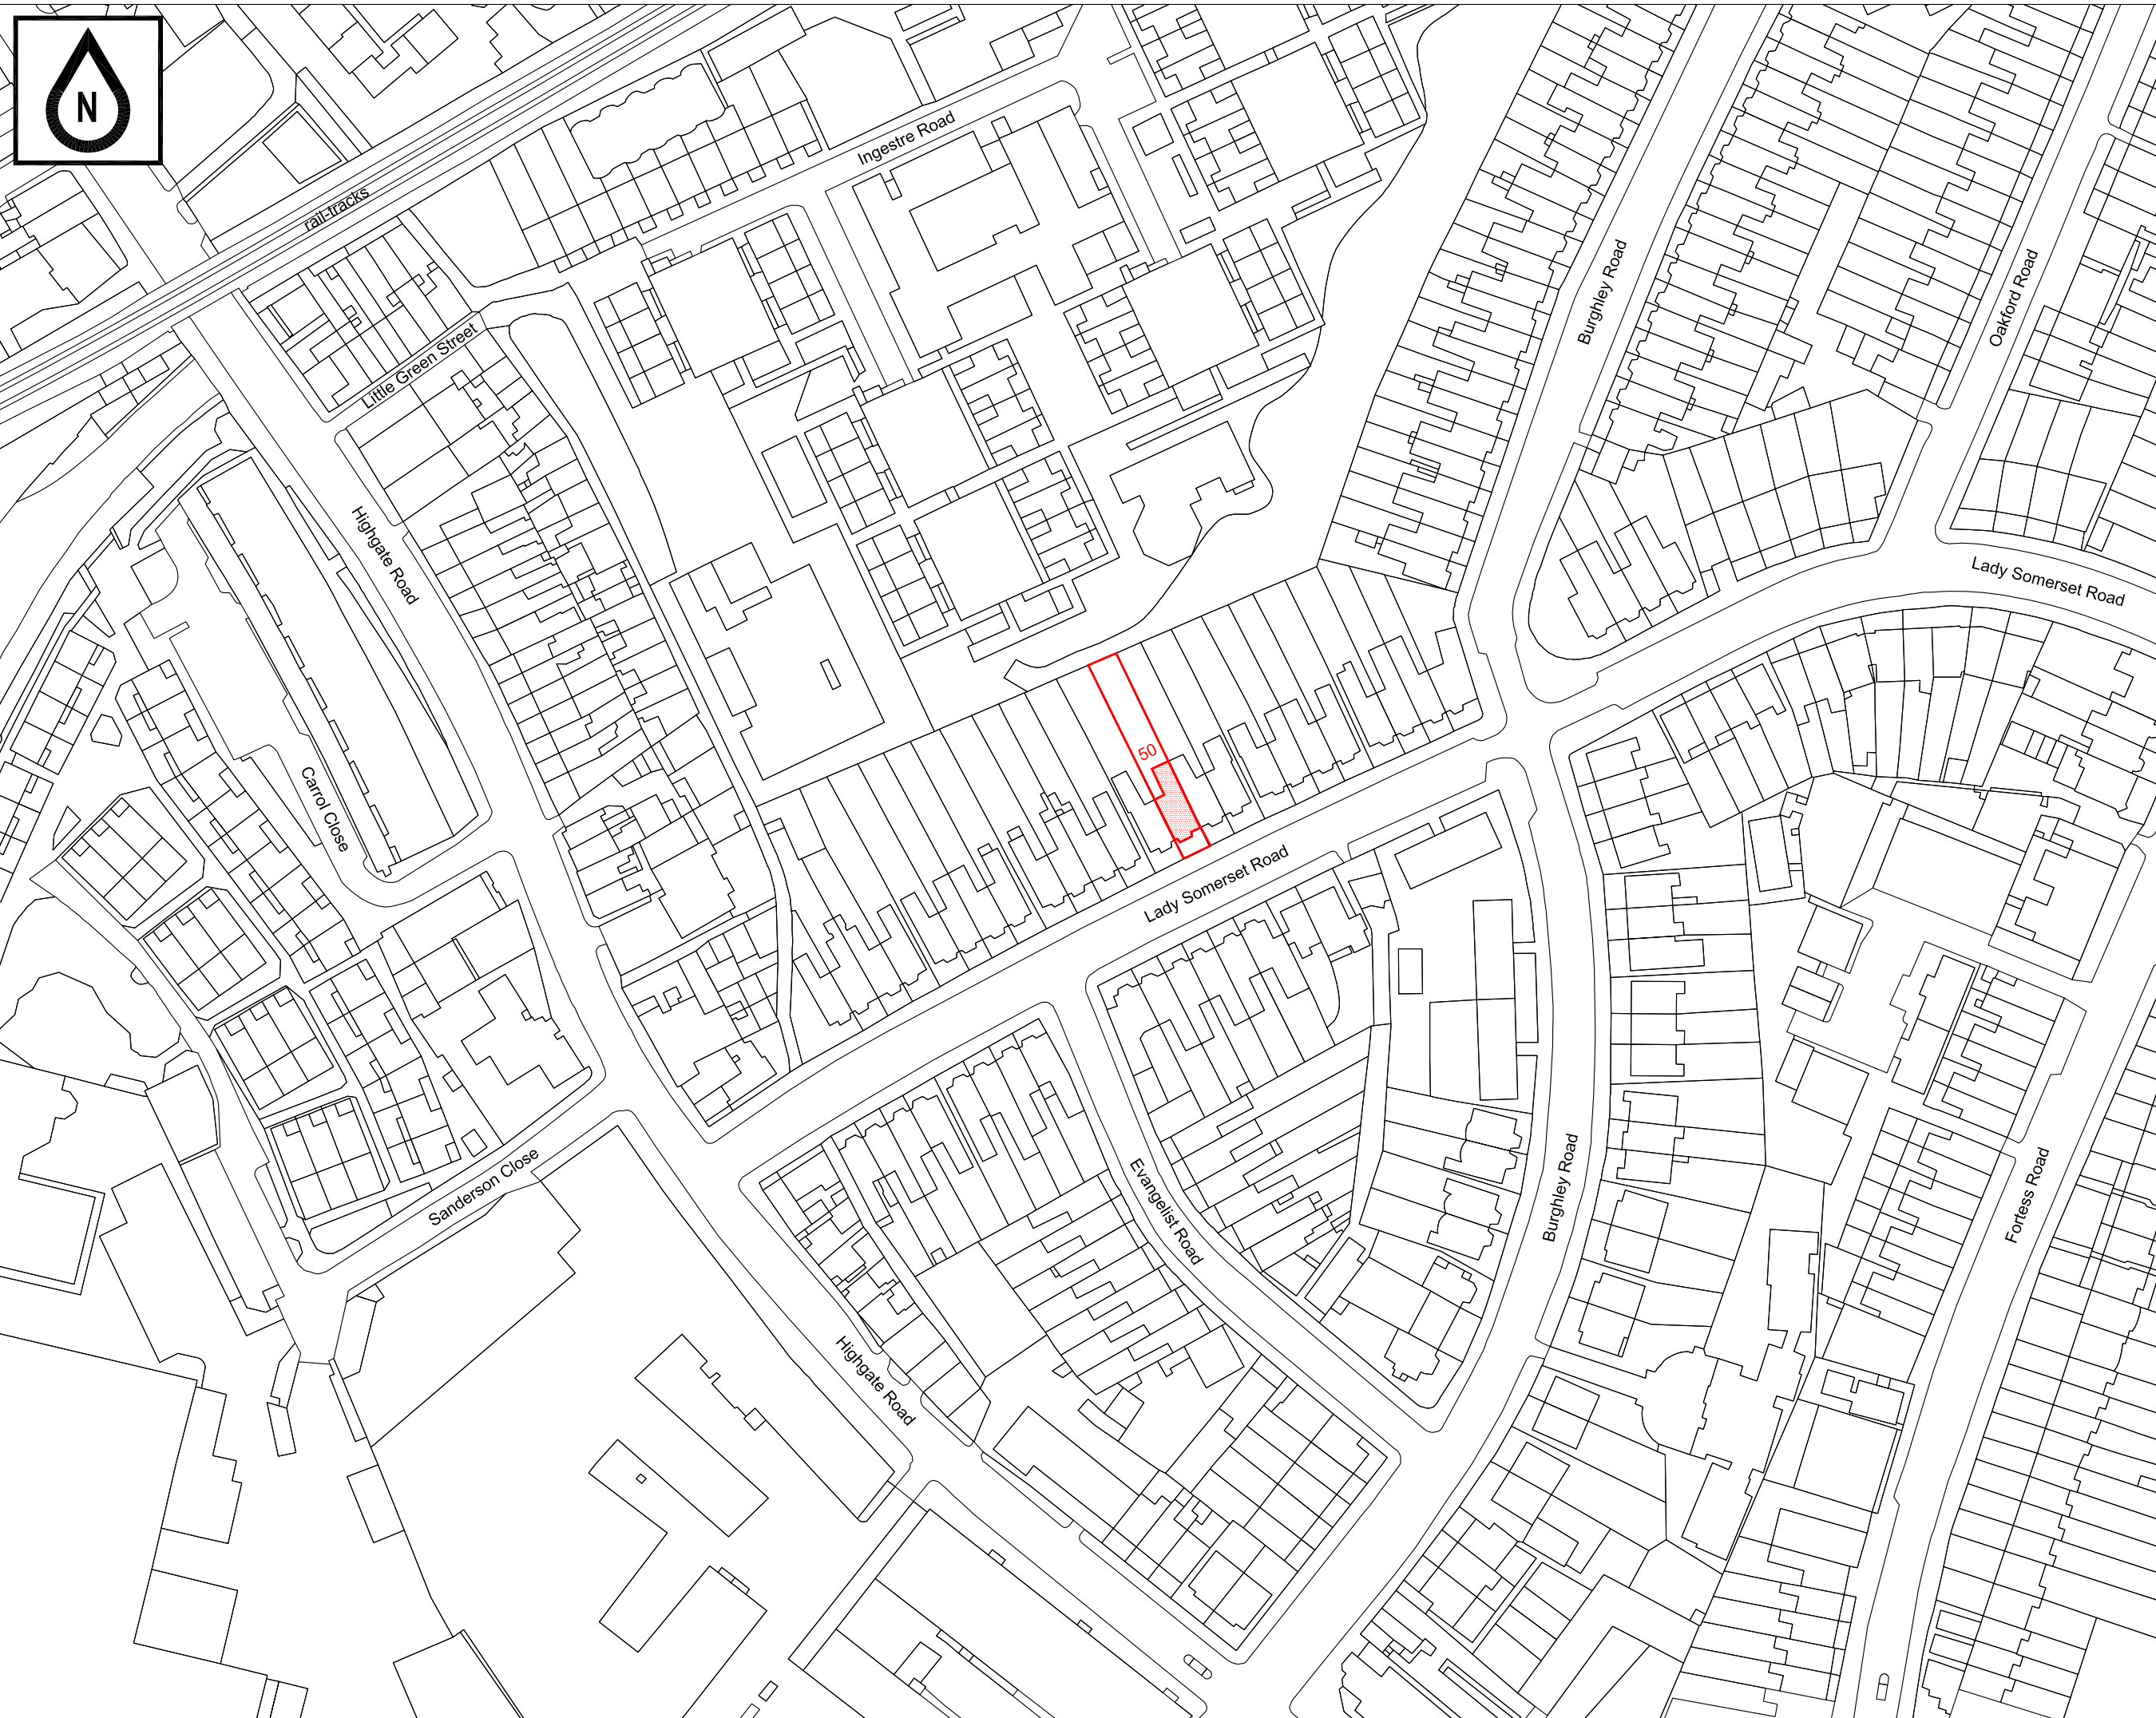 N
Ingestre Road
rail-tracks
Burghley Road
Oakford Road
Little Green Street
Highgate Road
Lady Somerset Road
50
Carrol Close
Lady Somerset Road
Sanderson Close
Evangelist Road
Burghley Road
Fortess Road
Highgate Road